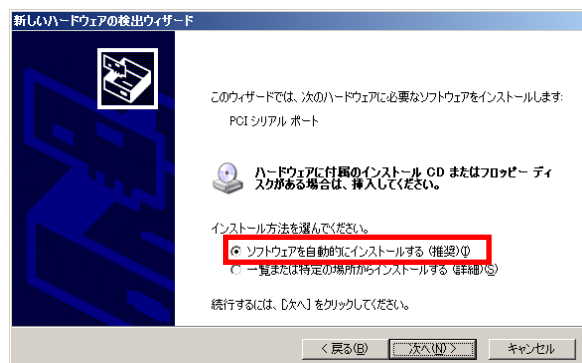 新しいハードウェアの検出ウィザード
このウィザードでは、次のハードウェアに必要なソフトウェアをインストールします:
PCI シリアル ポート
ハードウェアに付属のインストール CD またはフロッピー ディ
スクがある場合は、挿入してください。
インストール方法を選んでください。
ソフトウェアを自動的にインストールする (推奨)(I)
一覧または特定の場所からインストールする (詳細)(S)
続行するには、[次へ] をクリックしてください。
< 戻る(B)
次へ(N) >
キャンセル